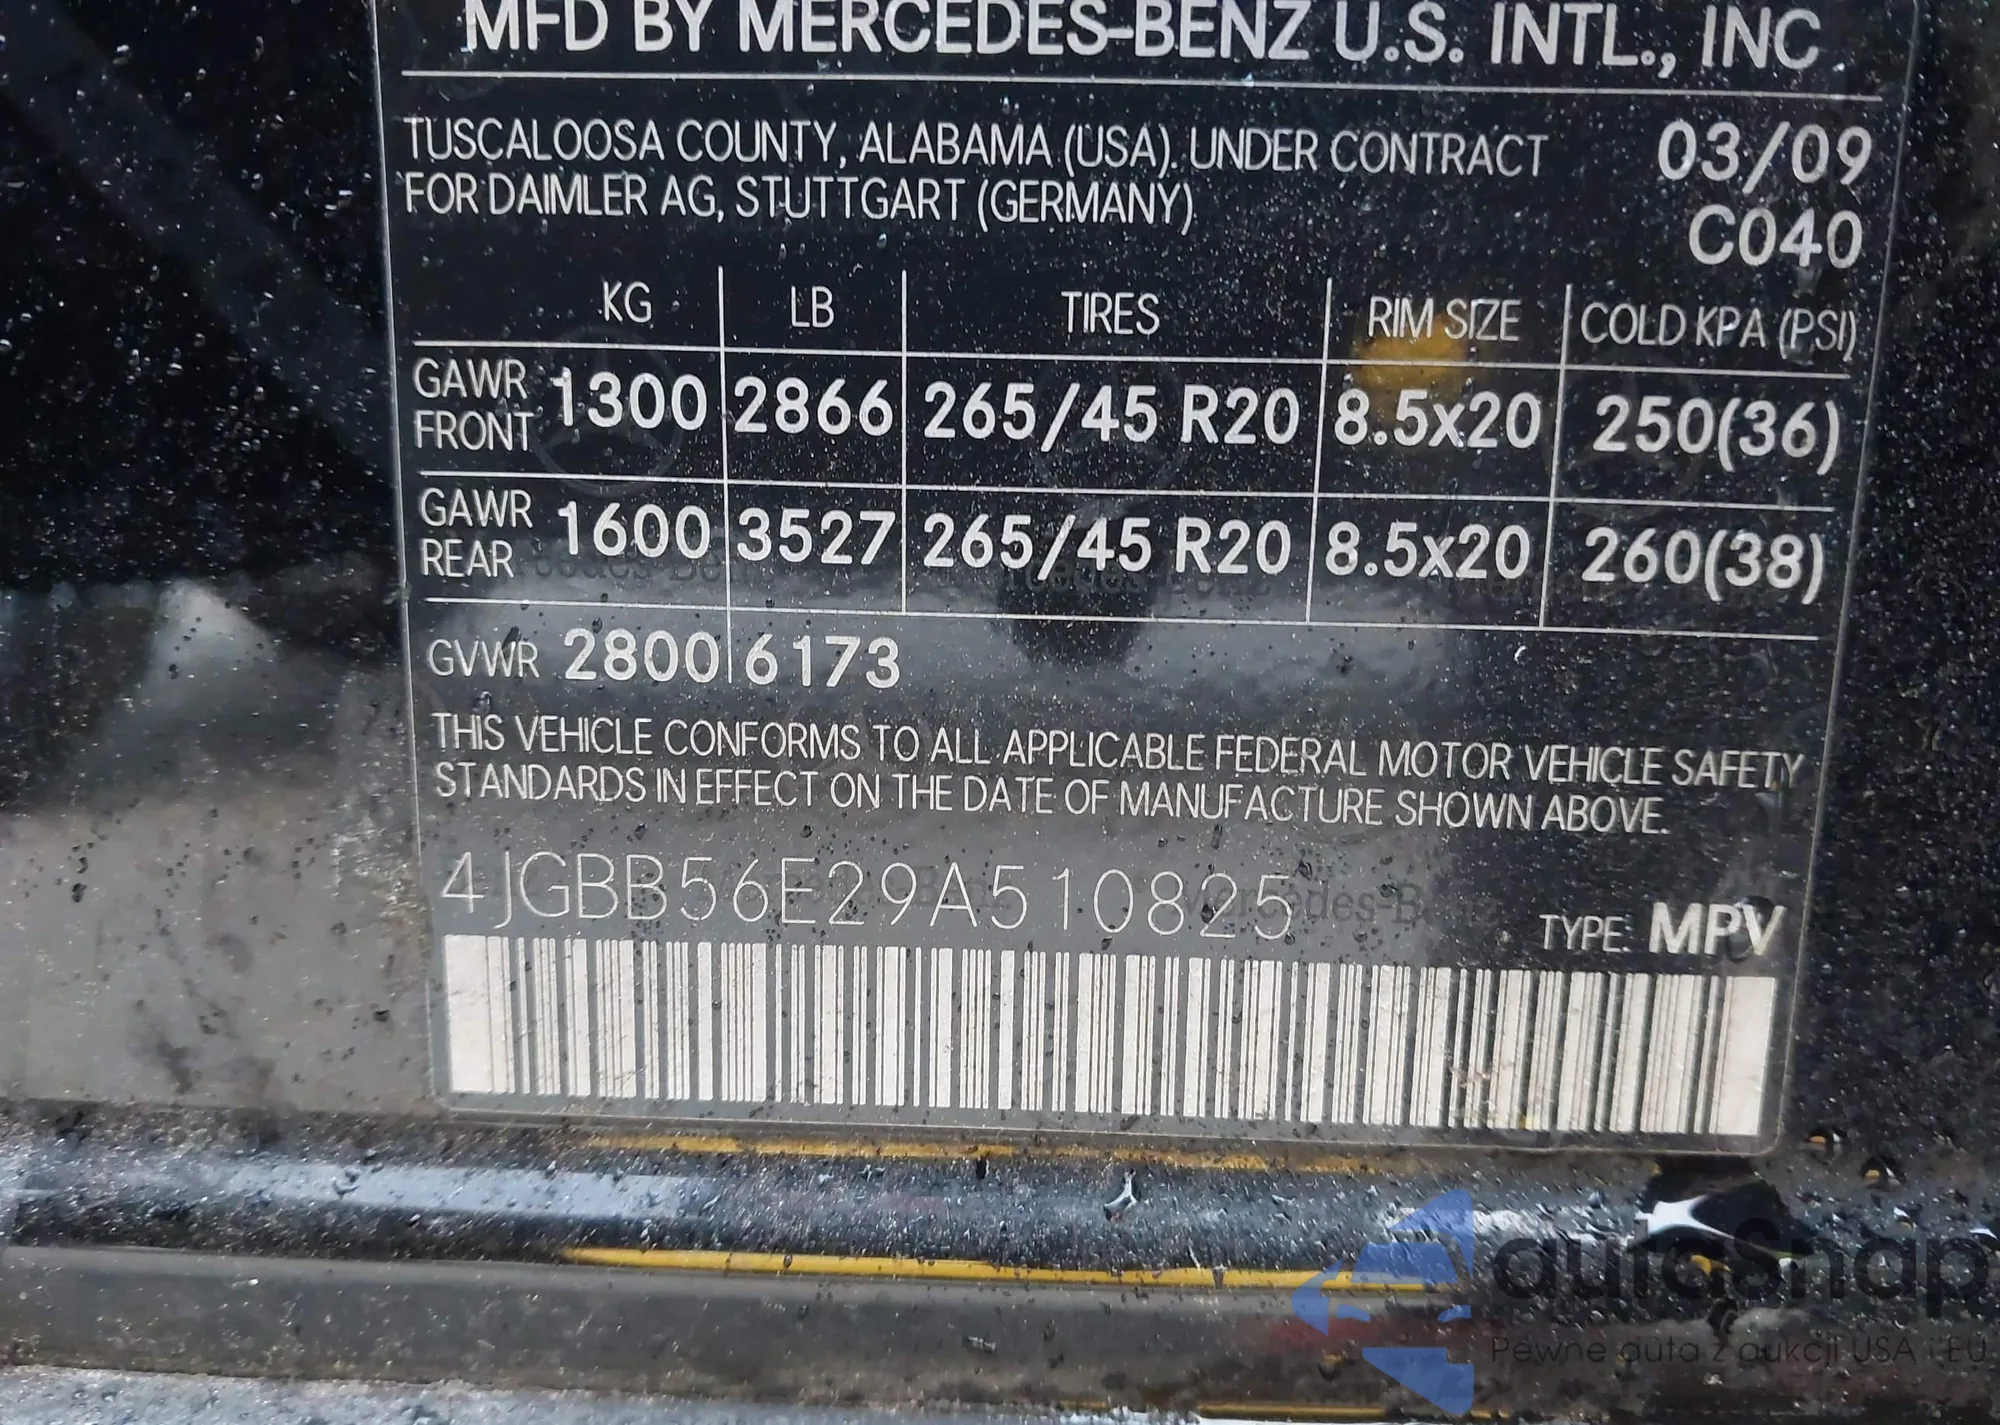 MFD BY MERCEDES-BENZ U.S. INTL., INC
TUSCALOOSA COUNTY, ALABAMA (USA). UNDER CONTRACT
FOR DAIMLER AG, STUTTGART (GERMANY)
03/09
C040
KG LB TIRES RIM SIZE COLD KPA (PSI)
GAWR FRONT 1300 2866 265/45 R20 8.5x20 250(36)
GAWR REAR 1600 3527 265/45 R20 8.5x20 260(38)
GVWR 2800 6173
THIS VEHICLE CONFORMS TO ALL APPLICABLE FEDERAL MOTOR VEHICLE SAFETY
STANDARDS IN EFFECT ON THE DATE OF MANUFACTURE SHOWN ABOVE.
4JGBB56E29A510825
TYPE: MPV
aurasnap
Pewne auta z aukcji USA i EU